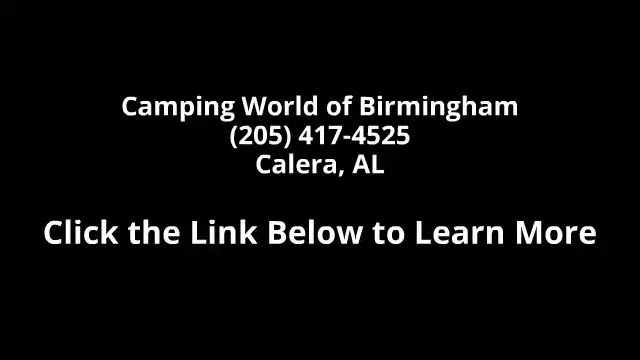 Camping World of Birmingham
(205) 417-4525
Calera, AL
Click the Link Below to Learn More